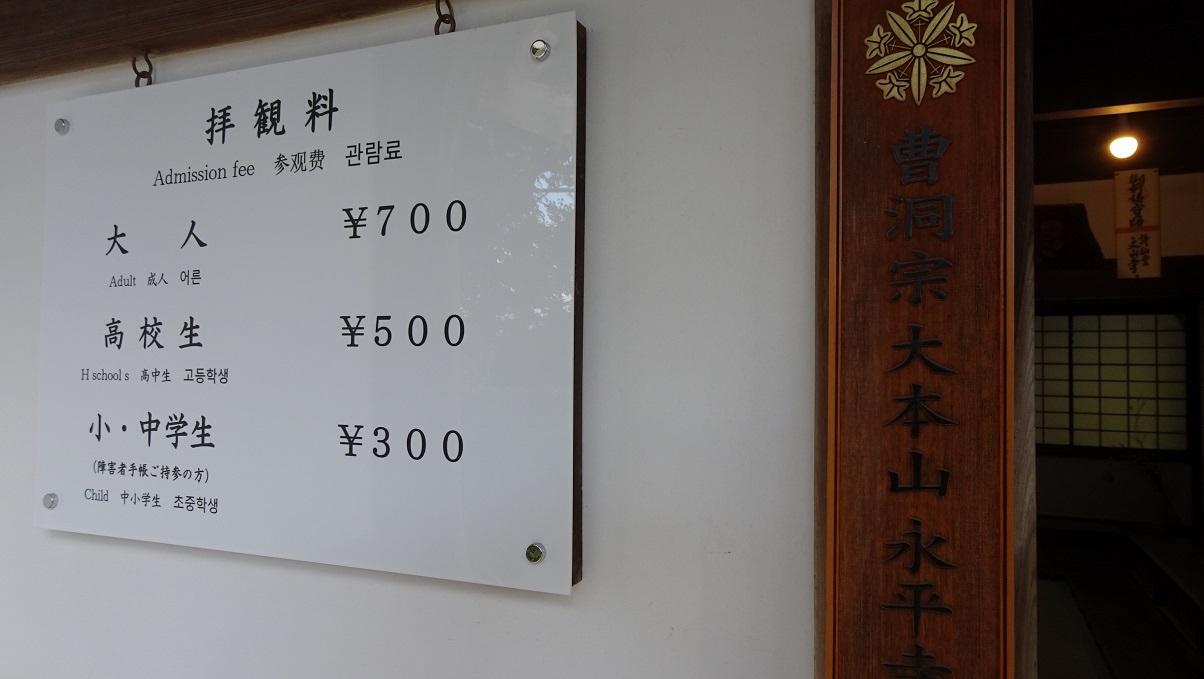 拝観料
Admission fee 参观费 관람료
大人 ¥700
Adult 成人 어른
高校生 ¥500
H school s 高中生 고등학생
小・中学生 ¥300
(障害者手帳ご持参の方)
Child 中小学生 초중학생
曹洞宗大本山永平寺